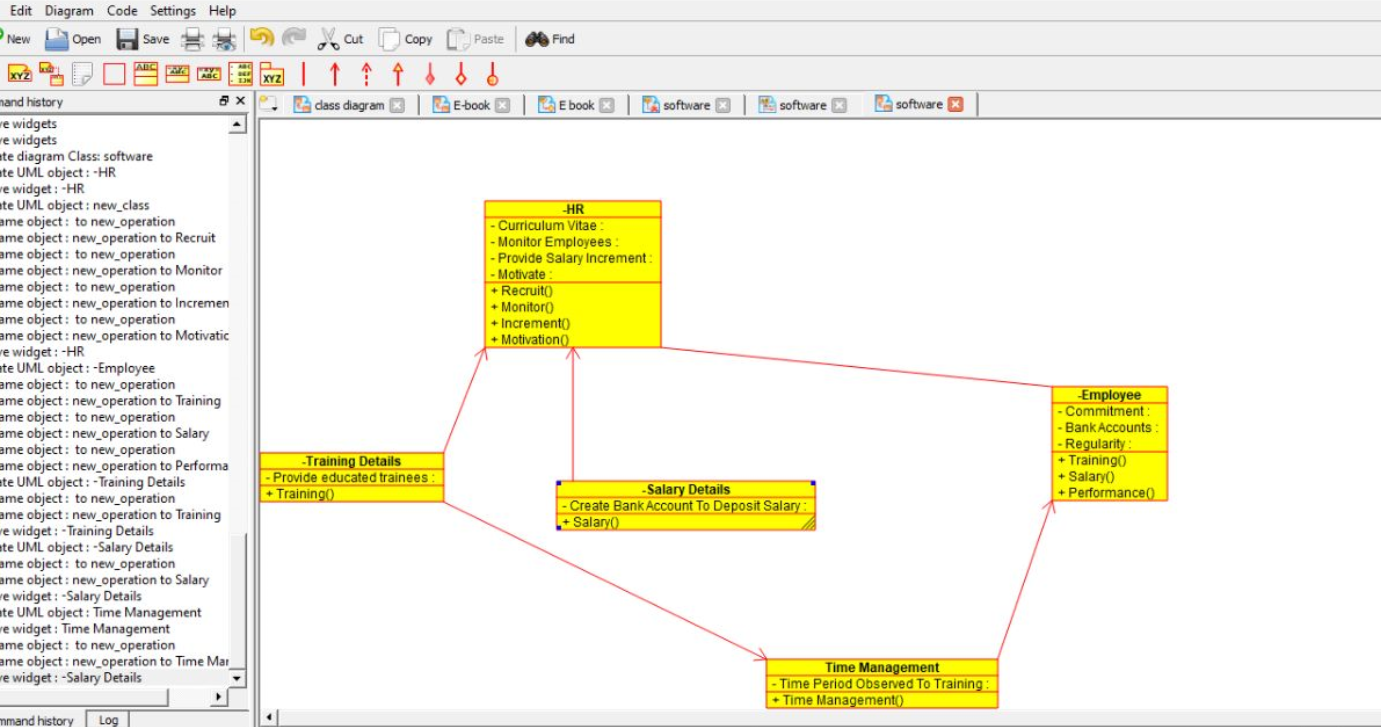 Edit Diagram Code Settings Help
New Open Save Cut Copy Paste Find
XYZ ABC ABC ABC XYZ
mand history
class diagram E-book E book software software software
ve widgets
ve widgets
ate diagram Class: software
ate UML object : -HR
ve widget : -HR
ate UML object : new_class
ame object : to new_operation
ame object : new_operation to Recruit
ame object : to new_operation
ame object : new_operation to Monitor
ame object : to new_operation
ame object : new_operation to Incremen
ame object : to new_operation
ame object : new_operation to Motivatic
ve widget : -HR
ate UML object : -Employee
ame object : to new_operation
ame object : new_operation to Training
ame object : to new_operation
ame object : new_operation to Salary
ame object : to new_operation
ame object : new_operation to Performa
ate UML object : -Training Details
ame object : to new_operation
ame object : new_operation to Training
ve widget : -Training Details
ate UML object : -Salary Details
ame object : to new_operation
ame object : new_operation to Salary
ve widget : -Salary Details
ate UML object : Time Management
ve widget : Time Management
ame object : to new_operation
ame object : new_operation to Time Mar
ve widget : -Salary Details
mmand history Log
-HR
- Curriculum Vitae :
- Monitor Employees :
- Provide Salary Increment :
- Motivate :
+ Recruit()
+ Monitor()
+ Increment()
+ Motivation()
-Employee
- Commitment :
- Bank Accounts :
- Regularity :
+ Training()
+ Salary()
+ Performance()
-Training Details
- Provide educated trainees :
+ Training()
-Salary Details
- Create Bank Account To Deposit Salary :
+ Salary()
Time Management
- Time Period Observed To Training :
+ Time Management()